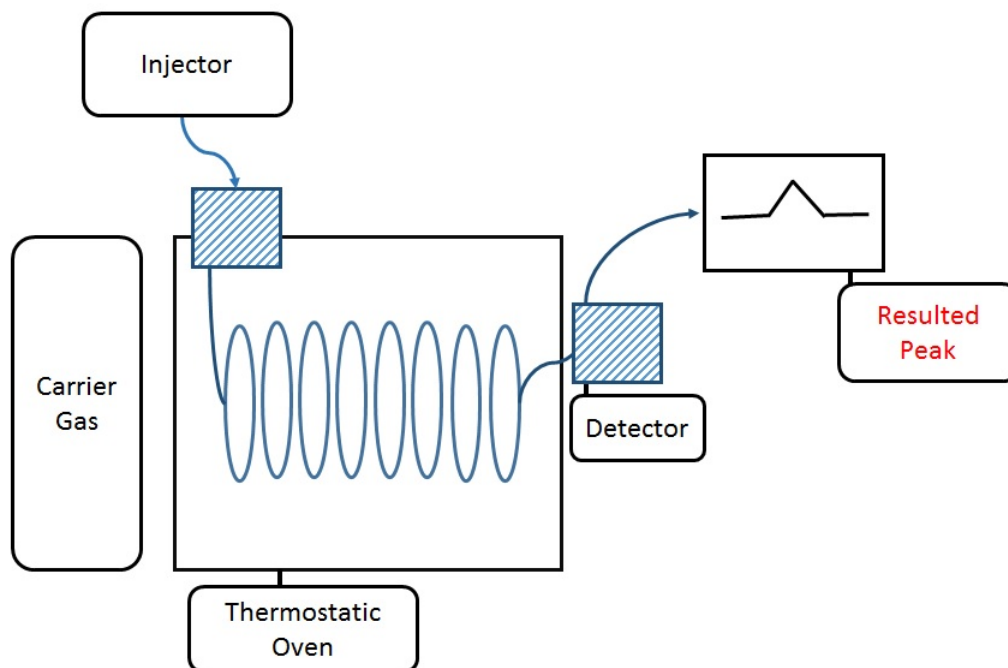 Injector
Carrier
Gas
Resulted
Peak
Detector
Thermostatic
Oven